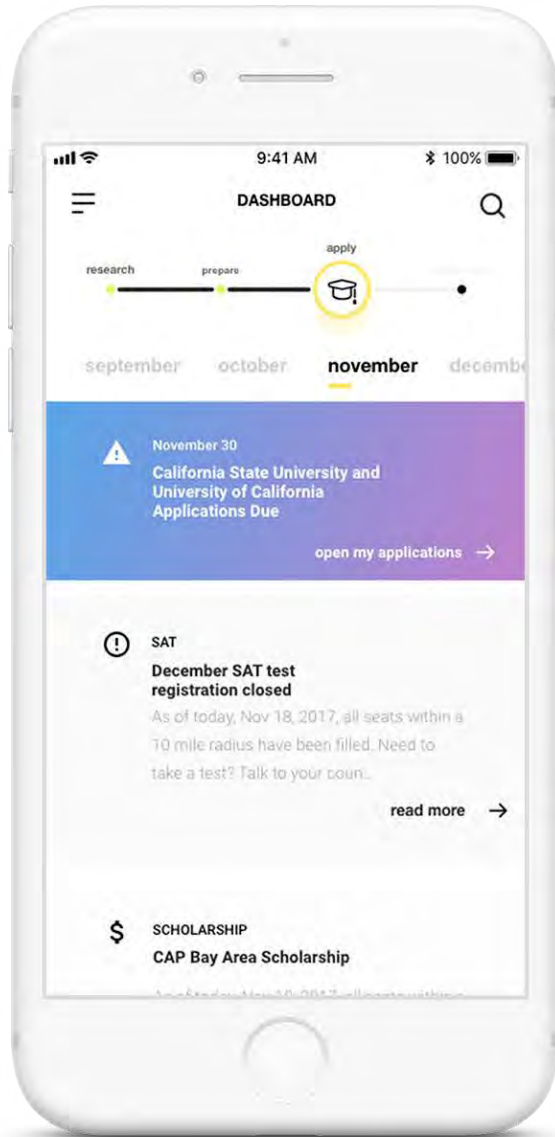 9:41 AM 100%
DASHBOARD
apply
research prepare
september october november decembe
November 30
California State University and
University of California
Applications Due
open my applications →
SAT
December SAT test
registration closed
As of today, Nov 18, 2017, all seats within a
10 mile radius have been filled. Need to
take a test? Talk to your coun...
read more →
$ SCHOLARSHIP
CAP Bay Area Scholarship